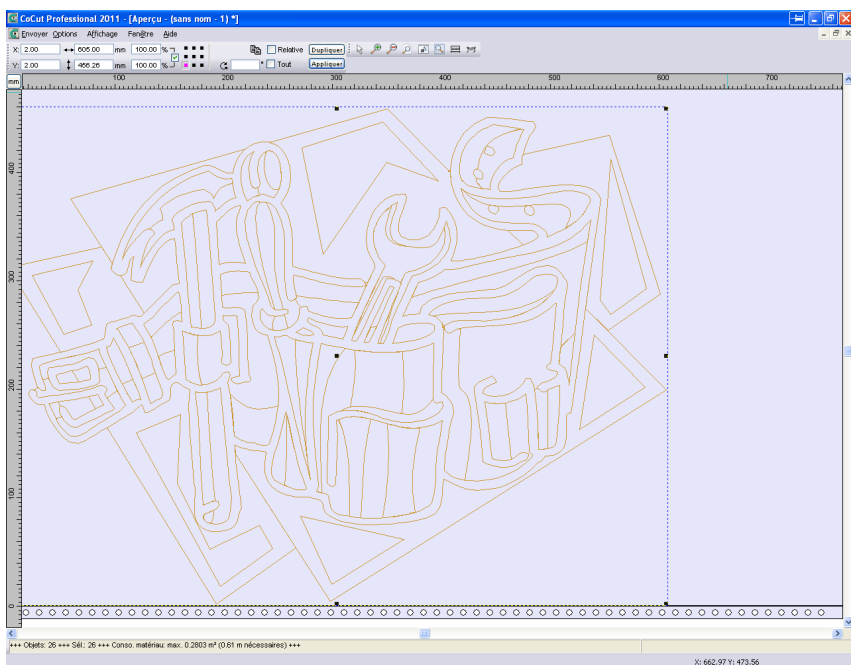 CoCut Professional 2011 - [Aperçu - (sans nom - 1) *]
Envoyer Options Affichage Fenêtre Aide
X: 2.00 605.00 mm 100.00 % Relative Dupliquer
Y: 2.00 456.26 mm 100.00 % ° Tout Appliquer
mm 100 200 300 400 500 600 700
400
300
200
100
0
+++ Objets: 26 +++ Sél.: 26 +++ Conso. matériau: max. 0.2803 m² (0.61 m nécessaires) +++
X: 662.97 Y: 473.56